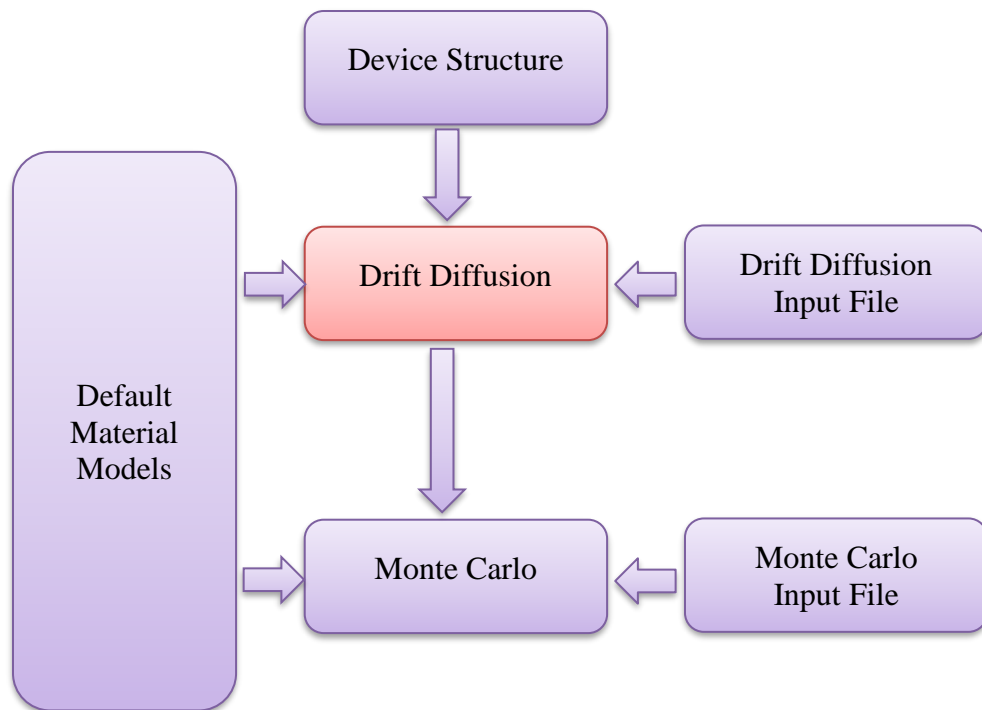 Device Structure
Drift Diffusion
Drift Diffusion
Input File
Default
Material
Models
Monte Carlo
Monte Carlo
Input File